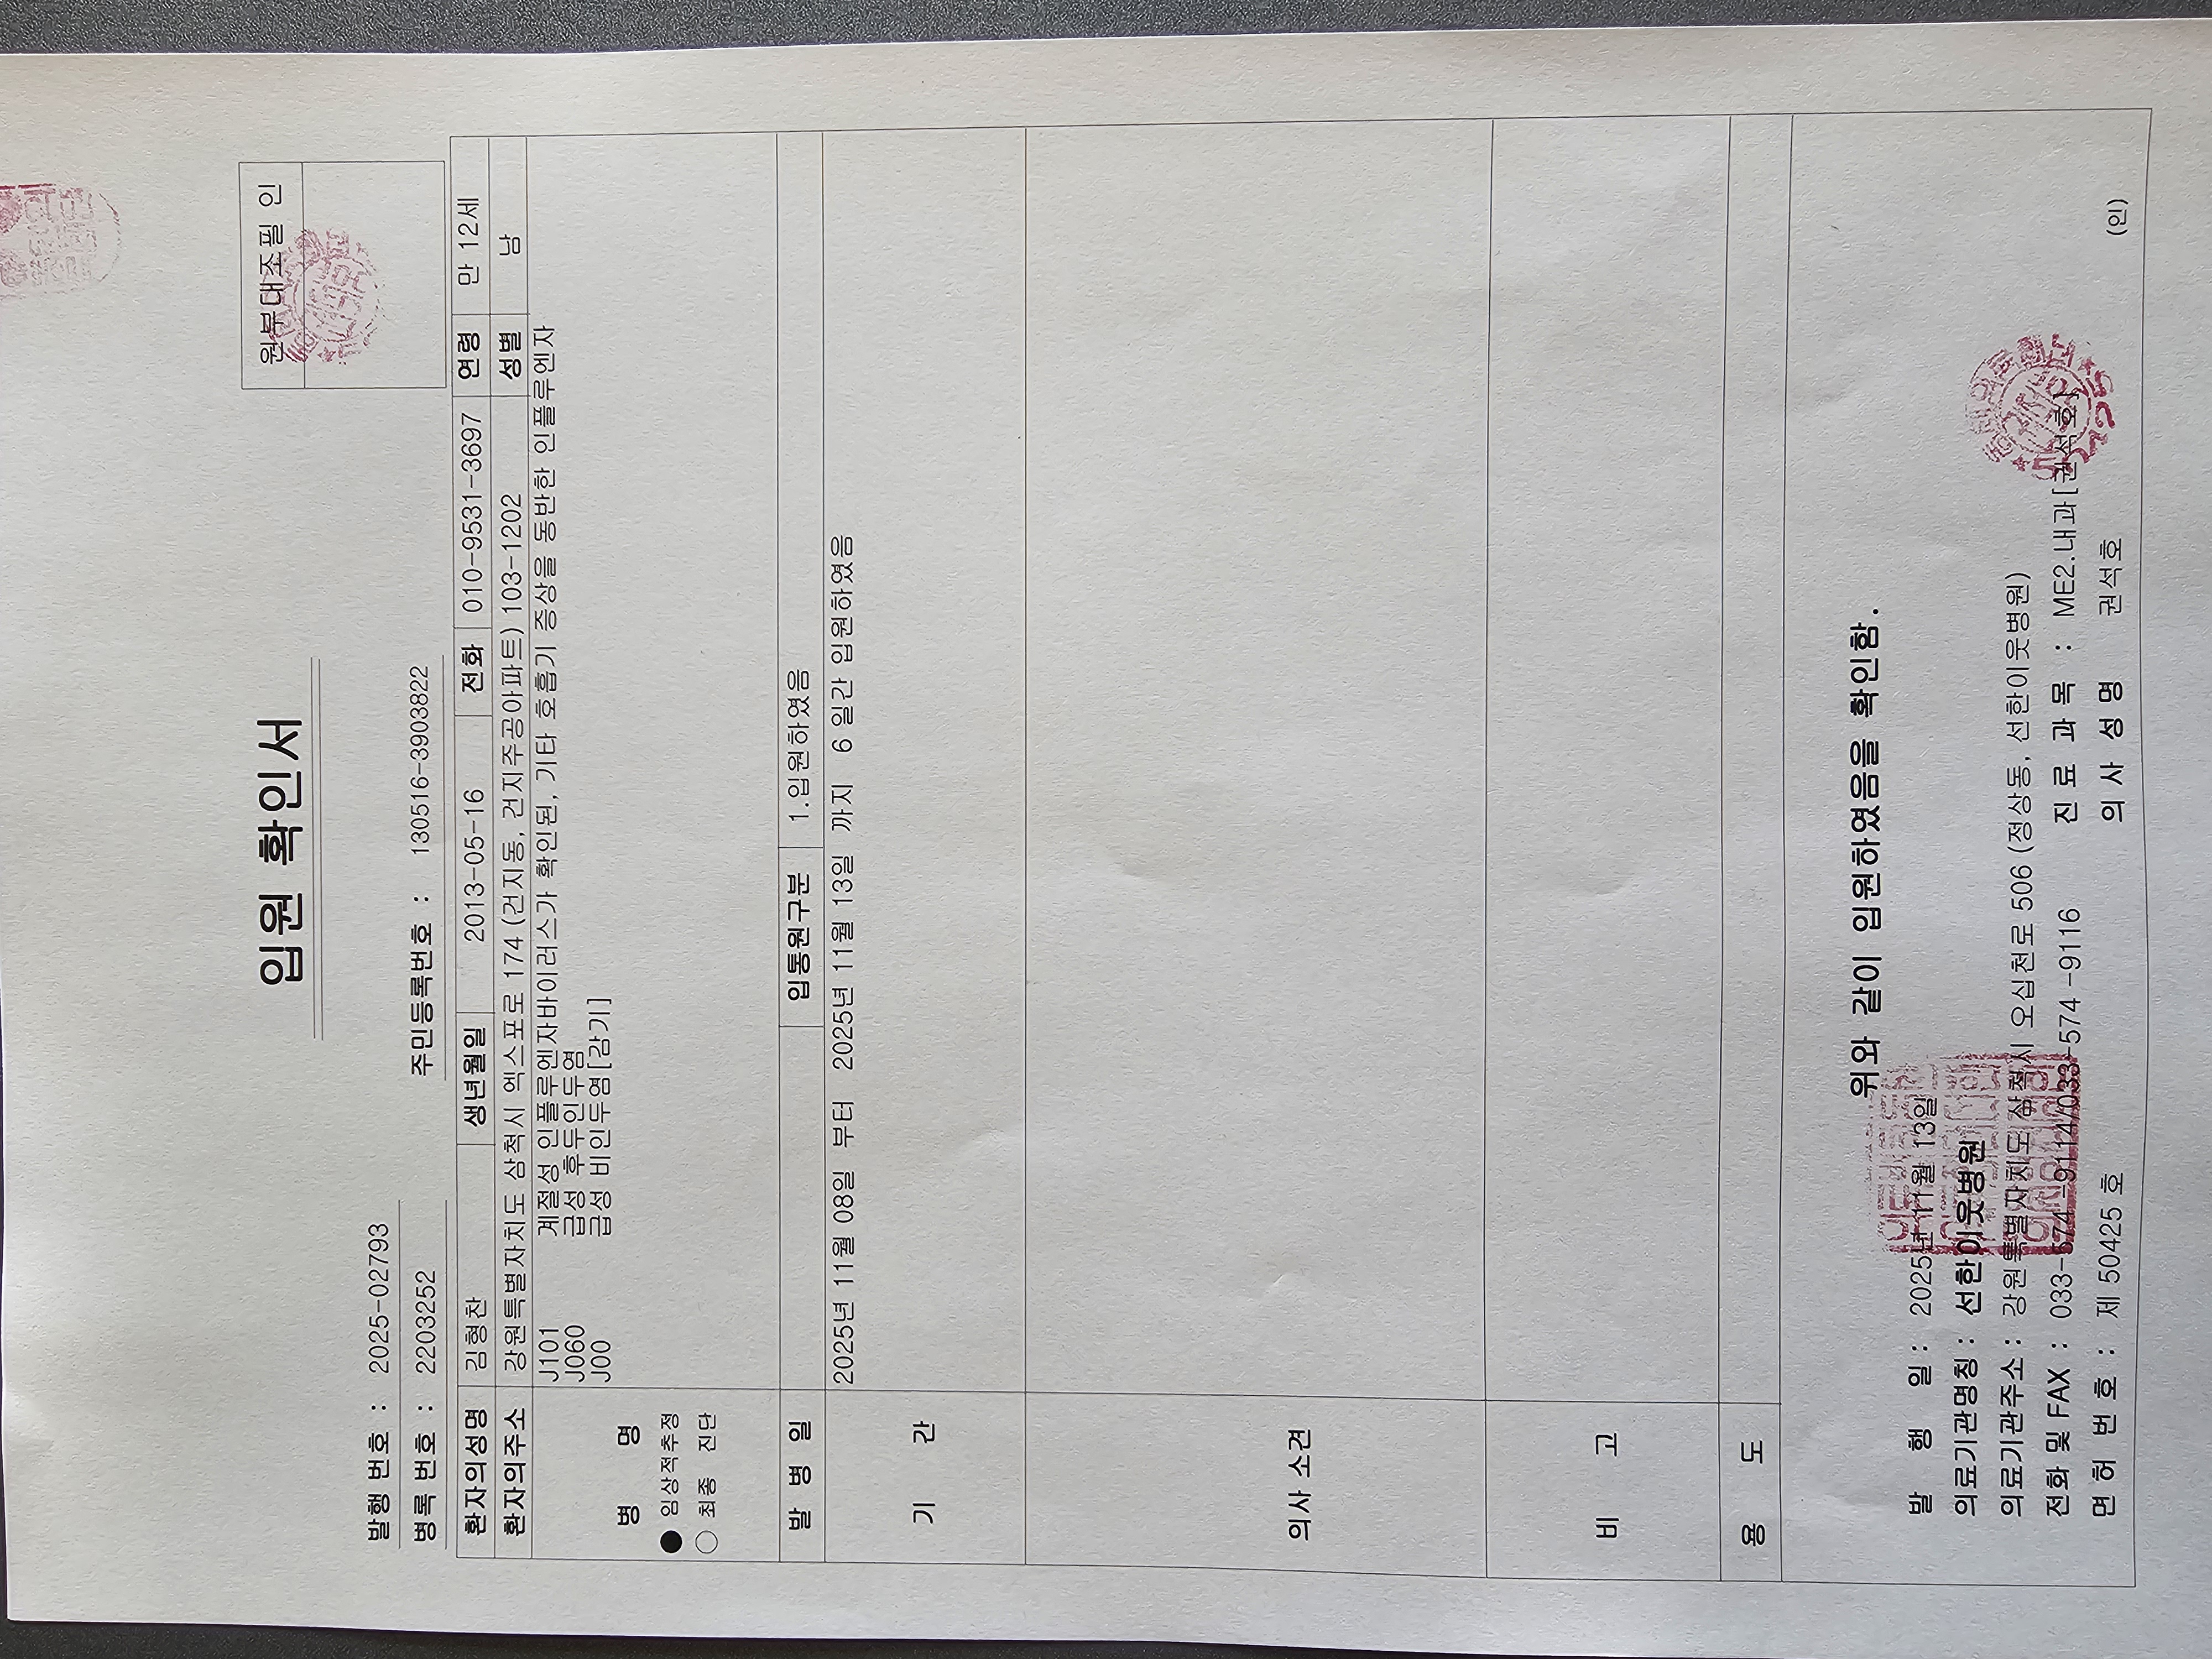 입원 확인서
원부대조필 인
발행 번호 : 2025-02793
병록 번호 : 2203252 주민등록번호 : 130516-3903822
환자의성명 김형찬 생년월일 2013-05-16 전화 010-9531-3697 연령 만 12세
환자의주소 강원특별자치도 삼척시 엑스포로 174 (건지동, 건지주공아파트) 103-1202 성별 남
병 명
● 임상적추정
○ 최종 진단
J101 계절성 인플루엔자바이러스가 확인된, 기타 호흡기 증상을 동반한 인플루엔자
J060 급성 후두인두염
J00 급성 비인두염[감기]
발 병 일 입통원구분 1.입원하였음
기 간 2025년 11월 08일 부터 2025년 11월 13일 까지 6 일간 입원하였음
의사 소견
비 고
용 도
위와 같이 입원하였음을 확인함.
발 행 일 : 2025년 11월 13일
의료기관명칭 : 선한이웃병원
의료기관주소 : 강원특별자치도 삼척시 오십천로 506 (정상동, 선한이웃병원)
전화 및 FAX : 033-574-9114/033-574-9116 진 료 과 목 : ME2.내과[권석호]
면 허 번 호 : 제 50425 호 의 사 성 명 권석호 (인)